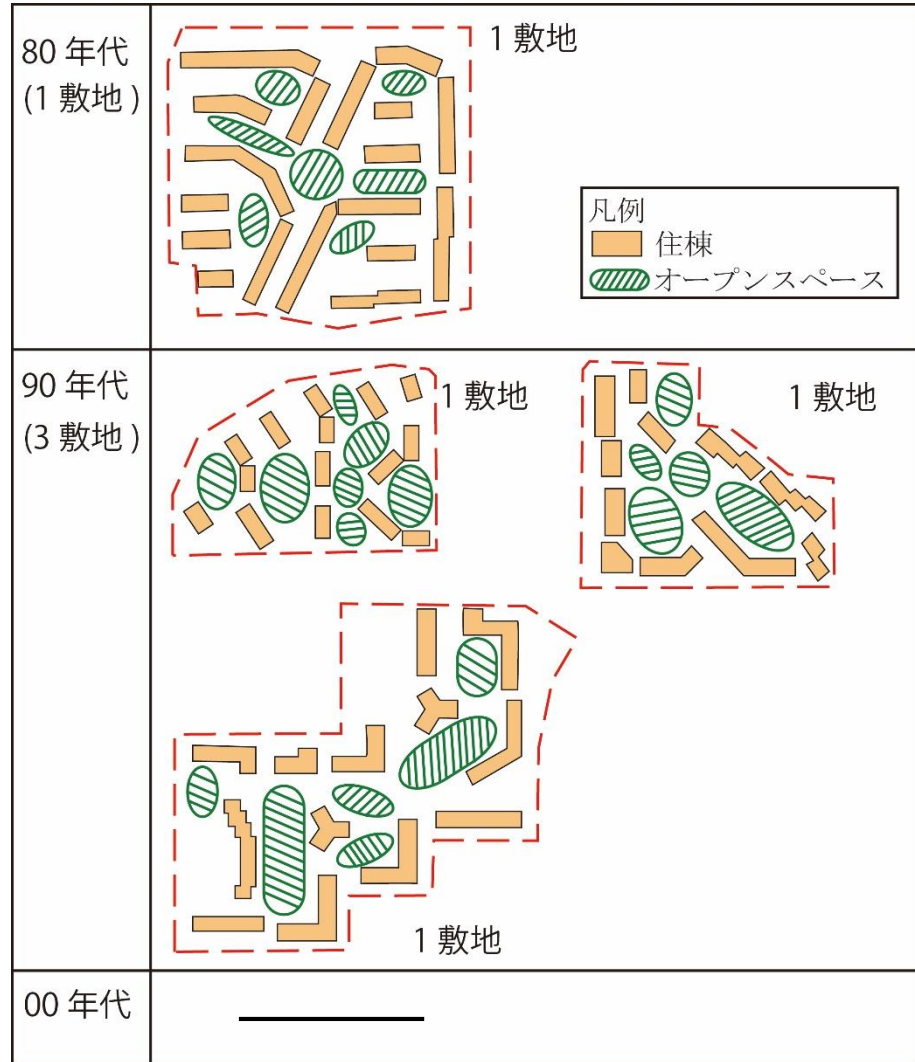 80 年代
(1 敷地 )
1 敷地
凡例
住棟
オープンスペース
90 年代
(3 敷地 )
1 敷地
1 敷地
1 敷地
00 年代